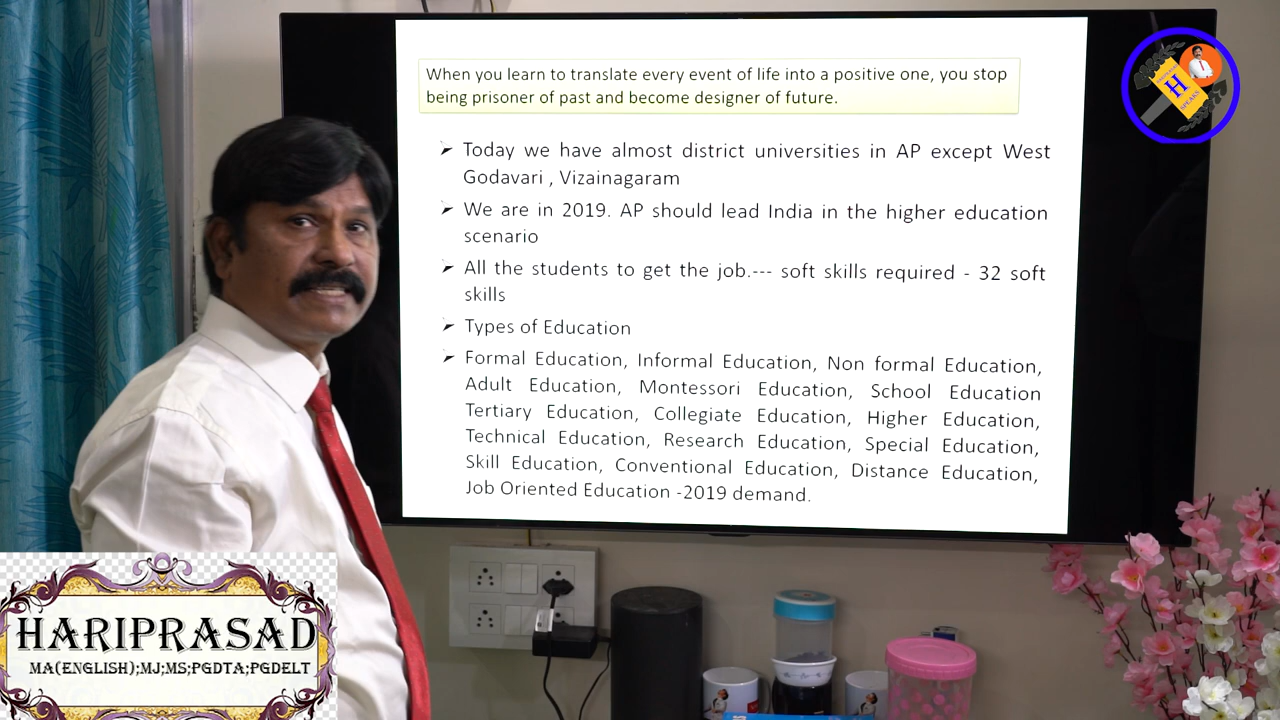 When you learn to translate every event of life into a positive one, you stop
being prisoner of past and become designer of future.
Today we have almost district universities in AP except West
Godavari , Vizainagaram
We are in 2019. AP should lead India in the higher education
scenario
All the students to get the job.--- soft skills required - 32 soft
skills
Types of Education
Formal Education, Informal Education, Non formal Education,
Adult Education, Montessori Education, School Education
Tertiary Education, Collegiate Education, Higher Education,
Technical Education, Research Education, Special Education,
Skill Education, Conventional Education, Distance Education,
Job Oriented Education -2019 demand.
H
SPEAKS
HARIPRASAD
MA(ENGLISH);MJ;MS;PGDTA;PGDELT